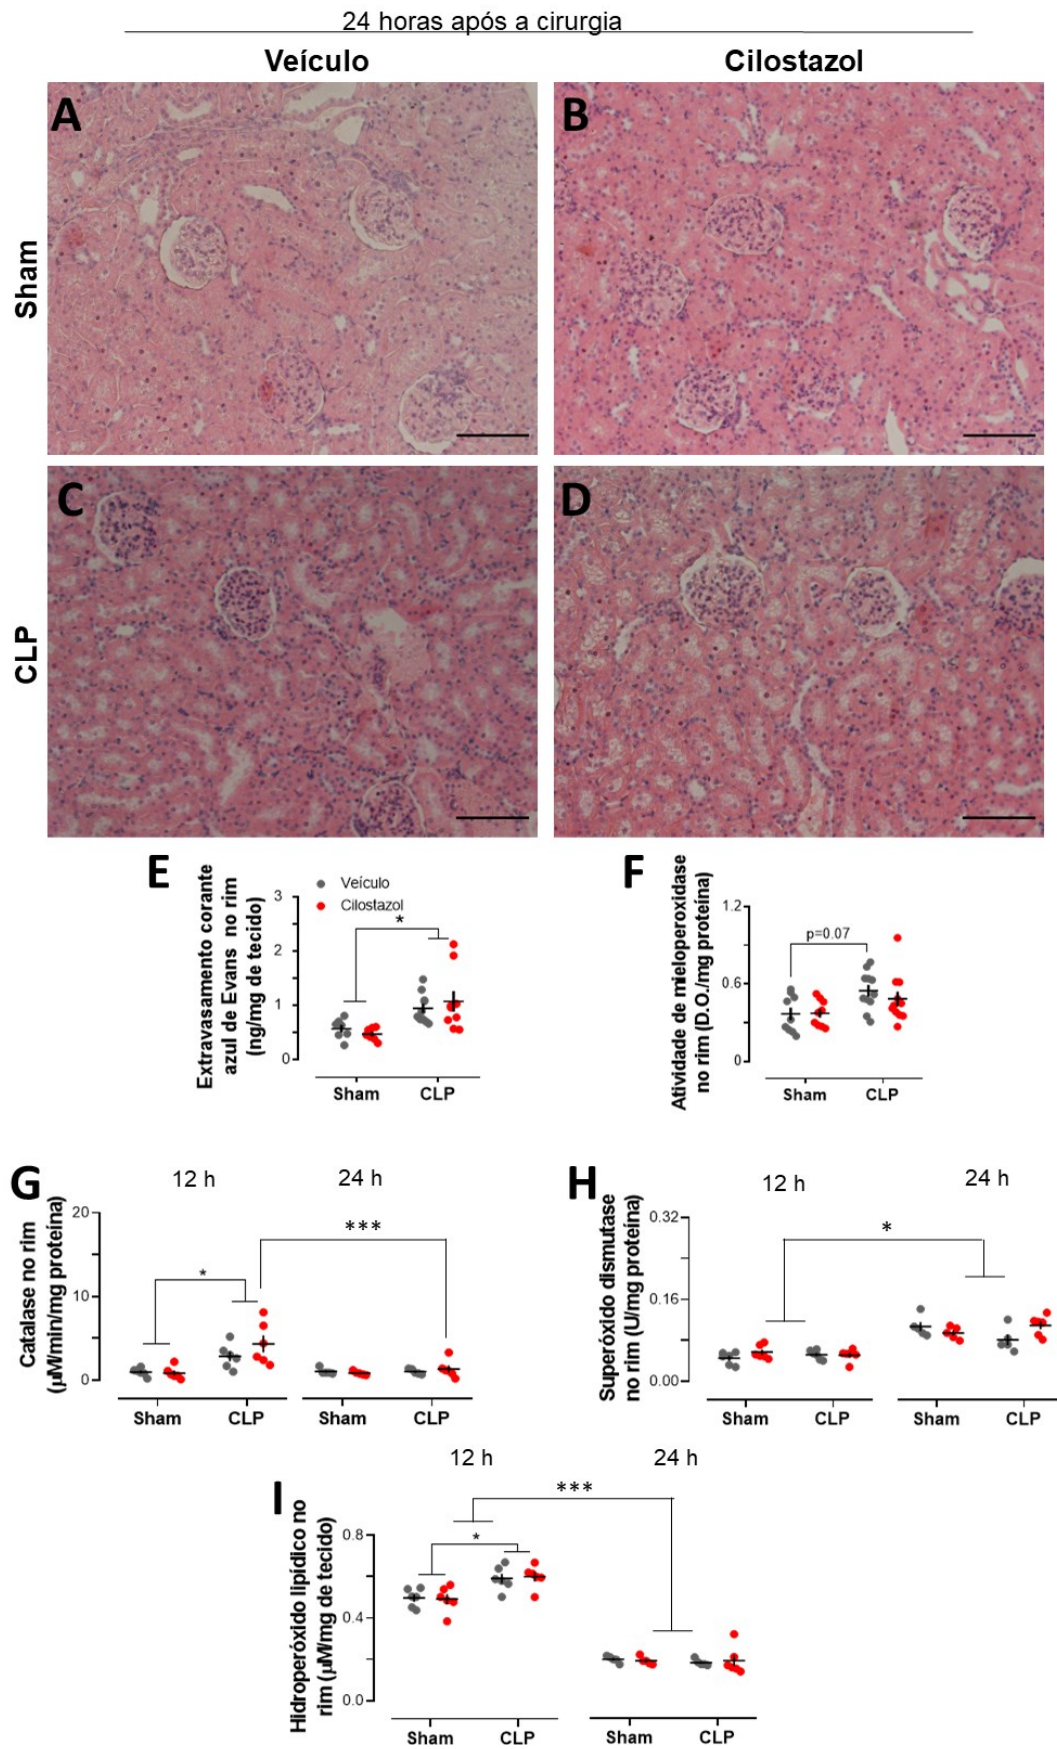 24 horas após a cirurgia
Veículo
Cilostazol
Sham
A
B
CLP
C
D
E
Extravasamento corante
azul de Evans no rim
(ng/mg de tecido)
3
2
1
0
Veículo
Cilostazol
*
Sham
CLP
F
Atividade de mieloperoxidase
no rim (D.O./mg proteína)
1.2
0.6
0
p=0.07
Sham
CLP
G
12 h
24 h
Catalase no rim
(µM/min/mg proteína)
20
10
0
*
***
Sham
CLP
Sham
CLP
H
12 h
24 h
Superóxido dismutase
no rim (U/mg proteína)
0.32
0.16
0.00
*
Sham
CLP
Sham
CLP
I
12 h
24 h
Hidroperóxido lipídico no
rim (µM/mg de tecido)
0.8
0.4
0.0
***
*
Sham
CLP
Sham
CLP